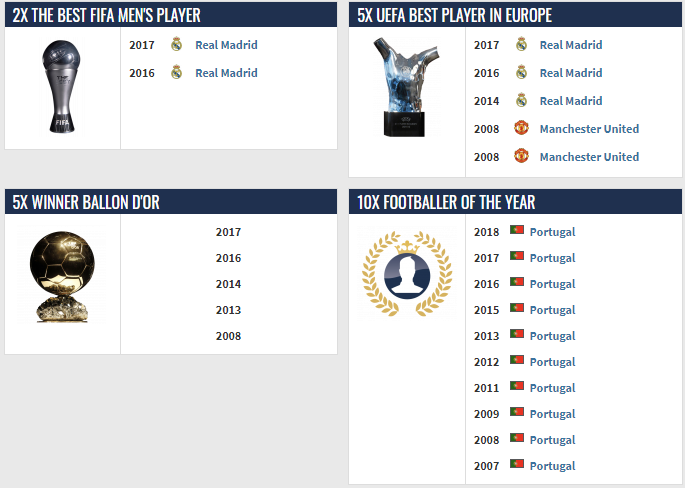 2X THE BEST FIFA MEN'S PLAYER
2017 Real Madrid
2016 Real Madrid
FIFA
5X UEFA BEST PLAYER IN EUROPE
2017 Real Madrid
2016 Real Madrid
2014 Real Madrid
2008 Manchester United
2008 Manchester United
5X WINNER BALLON D'OR
2017
2016
2014
2013
2008
10X FOOTBALLER OF THE YEAR
2018 Portugal
2017 Portugal
2016 Portugal
2015 Portugal
2013 Portugal
2012 Portugal
2011 Portugal
2009 Portugal
2008 Portugal
2007 Portugal